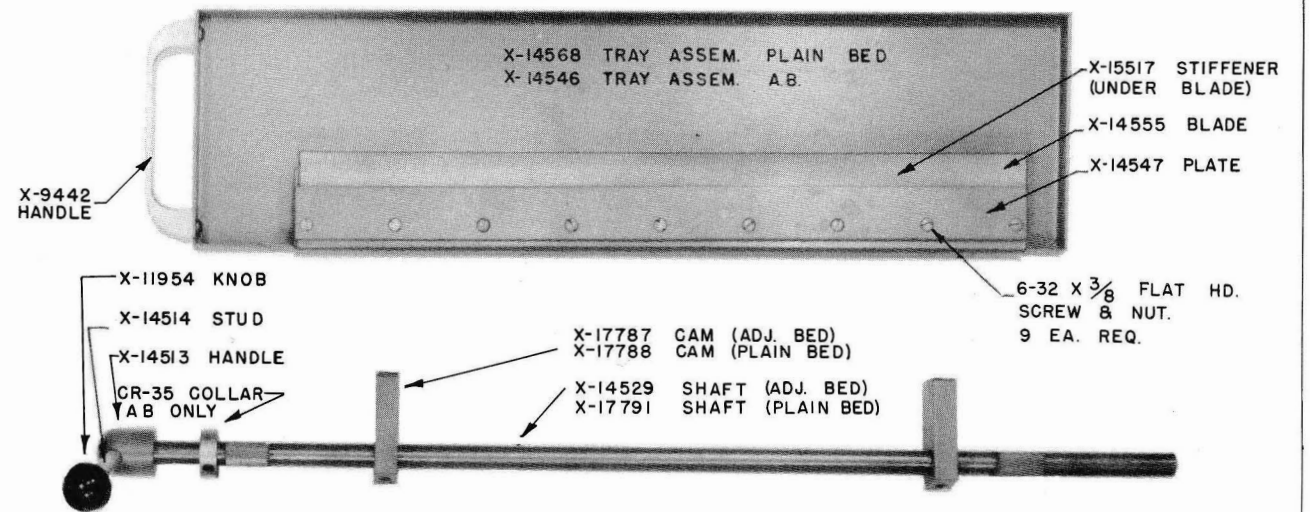 X-14568 TRAY ASSEM. PLAIN BED
X-14546 TRAY ASSEM. A.B.
X-15517 STIFFENER
(UNDER BLADE)
X-14555 BLADE
X-14547 PLATE
X-9442
HANDLE
6-32 X 3/8 FLAT HD.
SCREW & NUT.
9 EA. REQ.
X-11954 KNOB
X-14514 STUD
X-14513 HANDLE
CR-35 COLLAR
AB ONLY
X-17787 CAM (ADJ. BED)
X-17788 CAM (PLAIN BED)
X-14529 SHAFT (ADJ. BED)
X-17791 SHAFT (PLAIN BED)